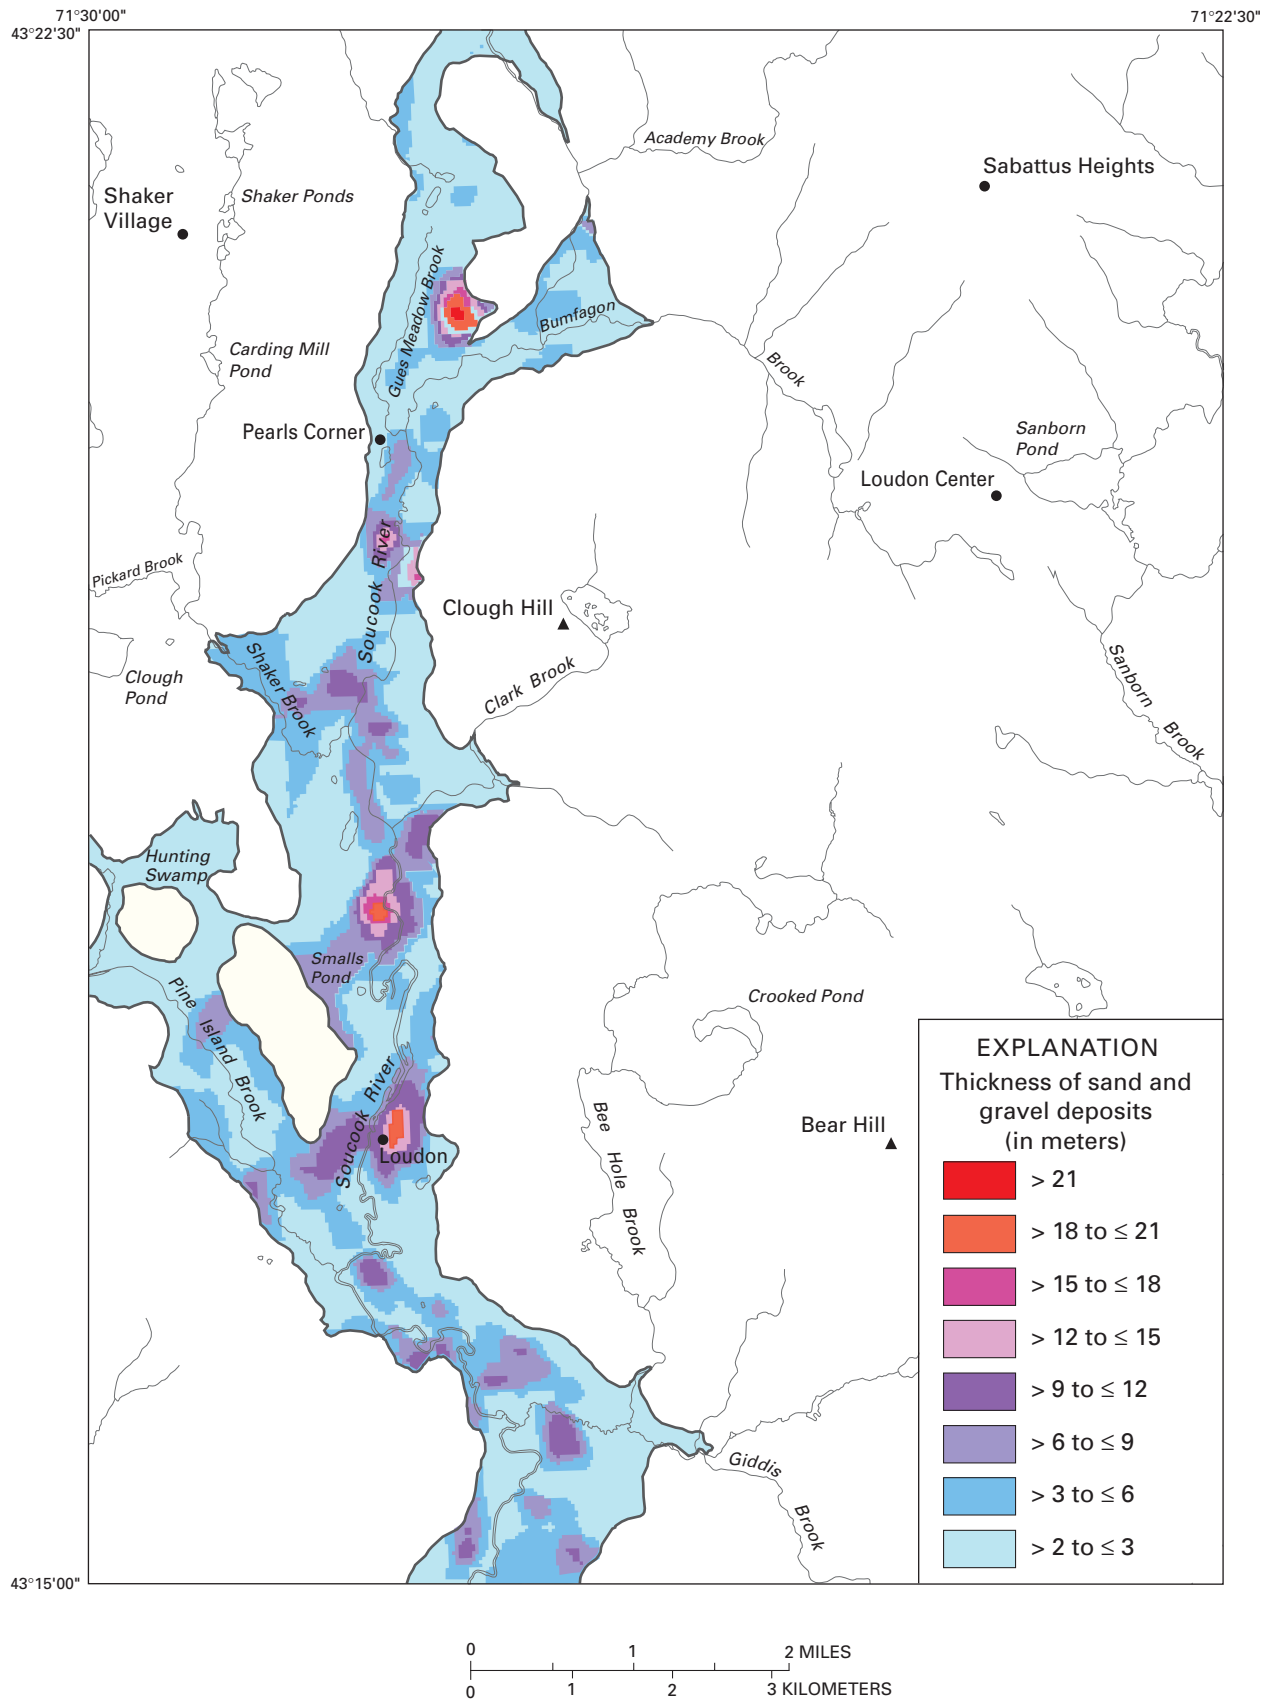 71°30'00"
71°22'30"
43°22'30"
Academy Brook
Sabattus Heights
Shaker
Village
Shaker Ponds
Gues Meadow Brook
Bumfagon
Brook
Carding Mill
Pond
Pearls Corner
Sanborn
Pond
Loudon Center
Soucook River
Pickard Brook
Clough Hill
Shaker Brook
Clough
Pond
Clark Brook
Sanborn
Brook
Hunting
Swamp
Smalls
Pond
Pine Island Brook
Crooked Pond
Soucook River
Loudon
Bee Hole Brook
Bear Hill
Giddis
Brook
EXPLANATION
Thickness of sand and
gravel deposits
(in meters)
> 21
> 18 to ≤ 21
> 15 to ≤ 18
> 12 to ≤ 15
> 9 to ≤ 12
> 6 to ≤ 9
> 3 to ≤ 6
> 2 to ≤ 3
43°15'00"
0 1 2 MILES
0 1 2 3 KILOMETERS